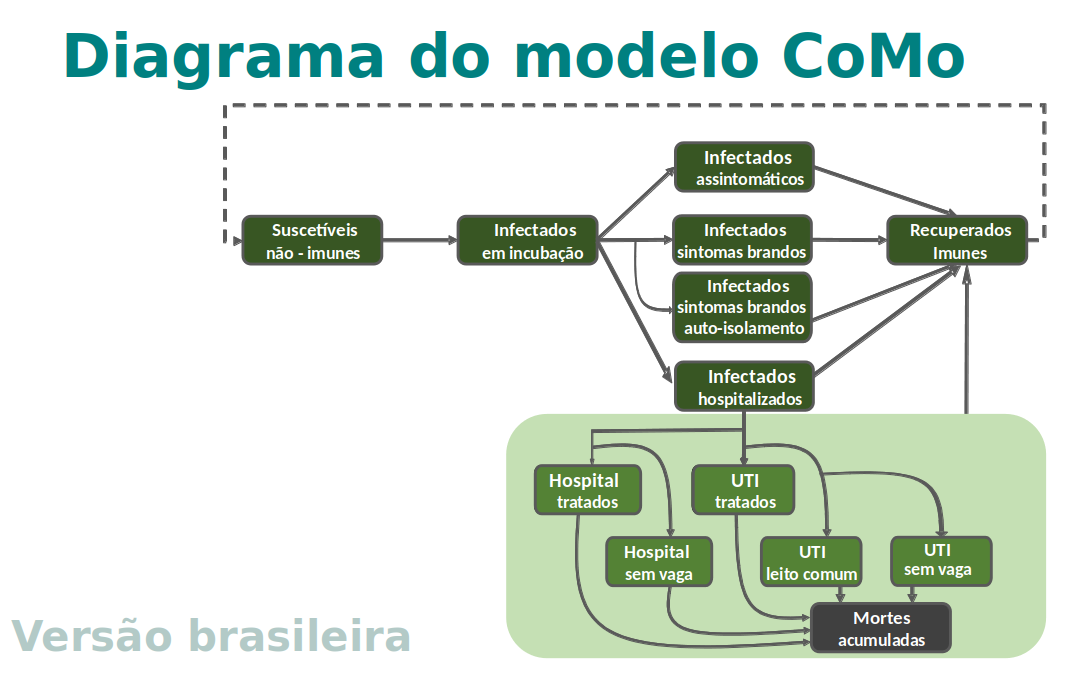 Diagrama do modelo CoMo
Infectados
assintomáticos
Suscetíveis
não - imunes
Infectados
em incubação
Infectados
sintomas brandos
Recuperados
Imunes
Infectados
sintomas brandos
auto-isolamento
Infectados
hospitalizados
Hospital
tratados
UTI
tratados
Hospital
sem vaga
UTI
leito comum
UTI
sem vaga
Mortes
acumuladas
Versão brasileira